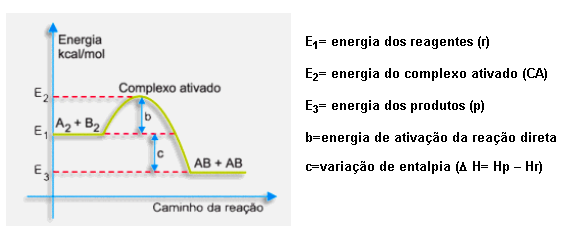 Energia
kcal/mol
Complexo ativado
E2
b
A2 + B2
E1
c
AB + AB
E3
Caminho da reação
E1= energia dos reagentes (r)
E2= energia do complexo ativado (CA)
E3= energia dos produtos (p)
b=energia de ativação da reação direta
c=variação de entalpia (Δ H= Hp – Hr)